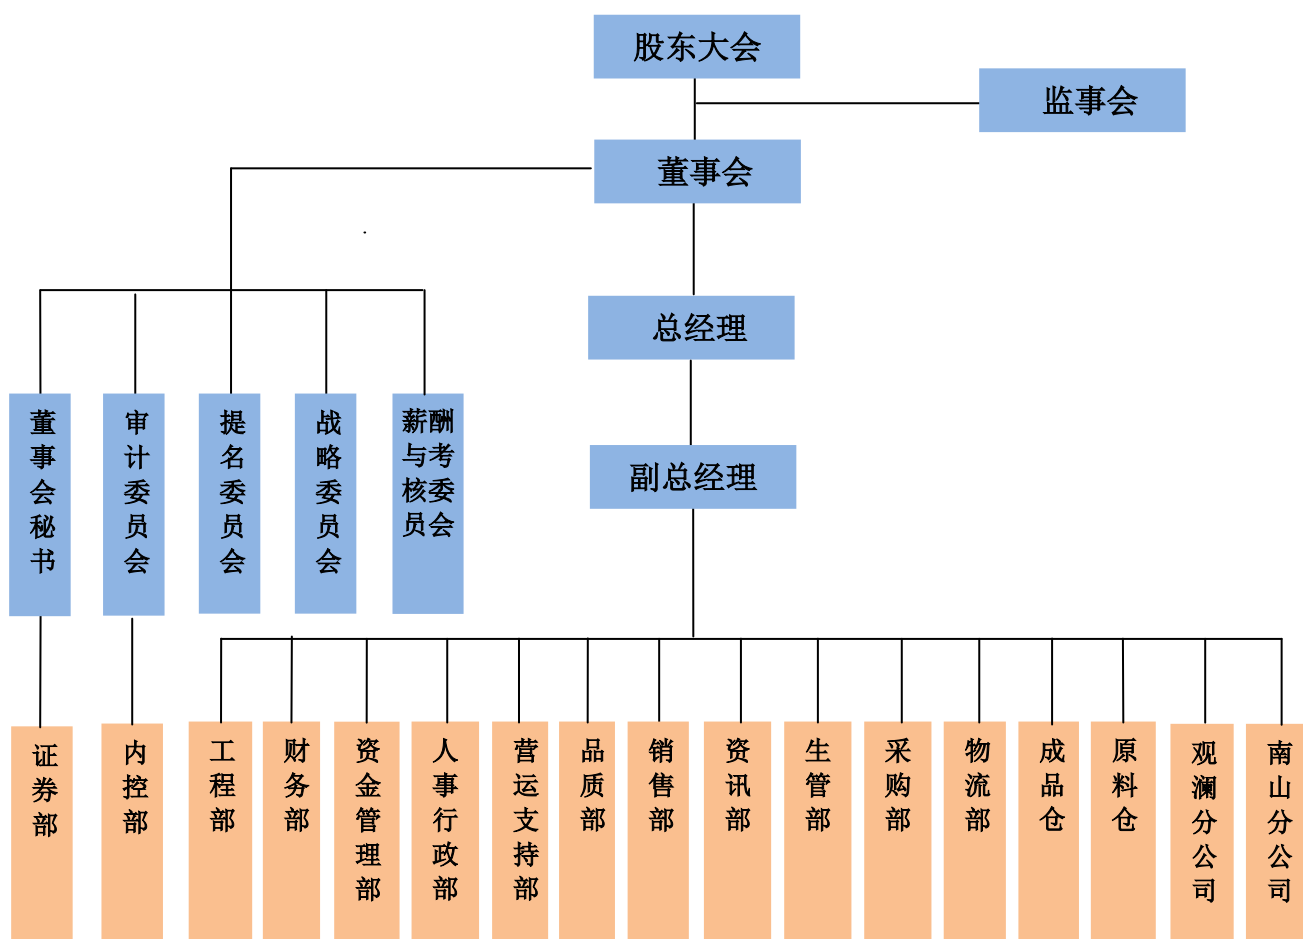 股东大会
监事会
董事会
总经理
副总经理
董事会秘书
审计委员会
提名委员会
战略委员会
薪酬
与考
核委
员会
证券部
内控部
工程部
财务部
资金管理部
人事行政部
营运支持部
品质部
销售部
资讯部
生管部
采购部
物流部
成品仓
原料仓
观澜分公司
南山分公司